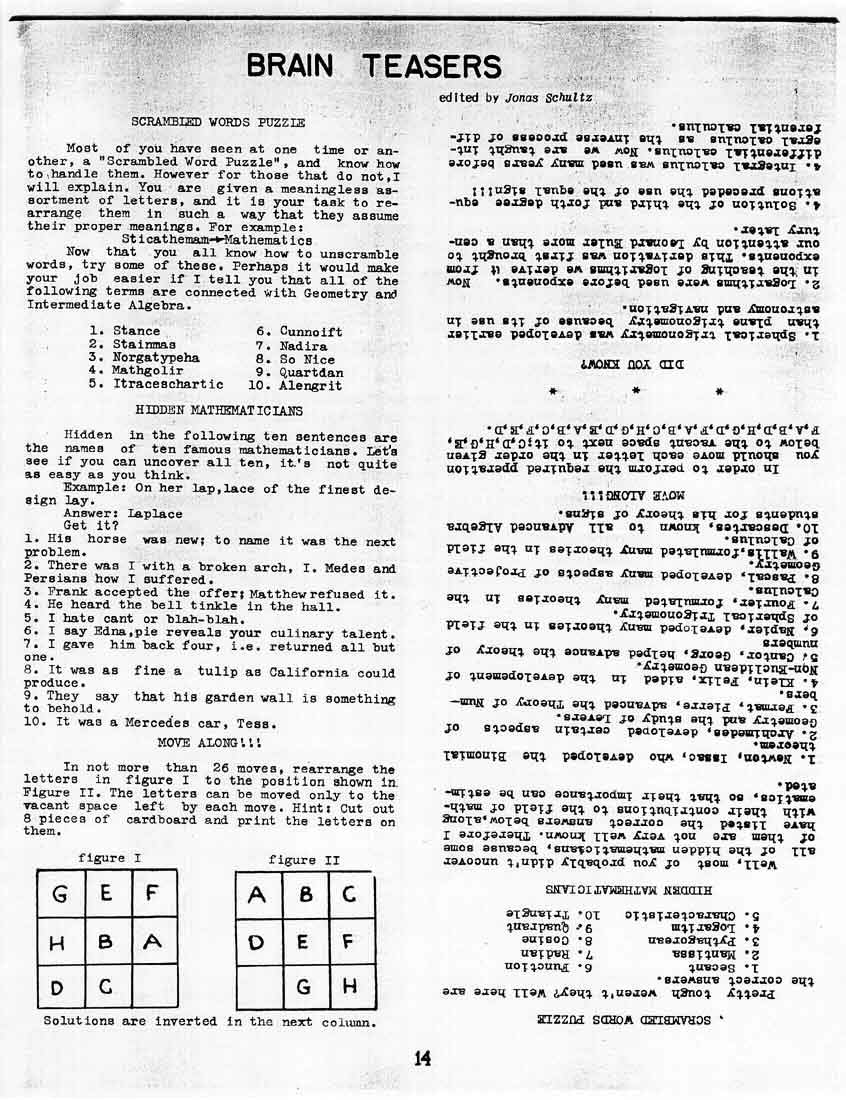 BRAIN TEASERS
edited by Jonas Schultz
SCRAMBLED WORDS PUZZLE
Most of you have seen at one time or an-
other, a "Scrambled Word Puzzle", and know how
to handle them. However for those that do not,I
will explain. You are given a meaningless as-
sortment of letters, and it is your task to re-
arrange them in such a way that they assume
their proper meanings. For example:
Sticathemam→Mathematics
Now that you all know how to unscramble
words, try some of these. Perhaps it would make
your job easier if I tell you that all of the
following terms are connected with Geometry and
Intermediate Algebra.
1. Stance 6. Cunnoift
2. Stainmas 7. Nadira
3. Norgatypeha 8. So Nice
4. Mathgolir 9. Quartdan
5. Itraceschartic 10. Alengrit
HIDDEN MATHEMATICIANS
Hidden in the following ten sentences are
the names of ten famous mathematicians. Let's
see if you can uncover all ten, it.'s not quite
as easy as you think.
Example: On her lap,lace of the finest de-
sign lay.
Answer: Laplace
Get it?
1. His horse was new; to name it was the next
problem.
2. There was I with a broken arch, I. Medes and
Persians how I suffered.
3. Frank accepted the offer; Matthew refused it.
4. He heard the bell tinkle in the hall.
5. I hate cant or blah-blah.
6. I say Edna,pie reveals your culinary talent.
7. I gave him back four, i.e. returned all but
one.
8. It was as fine a tulip as California could
produce.
9. They say that his garden wall is something
to behold.
10. It was a Mercedes car, Tess.
MOVE ALONG!!!
In not more than 26 moves, rearrange the
letters in figure I to the position shown in
Figure II. The letters can be moved only to the
vacant space left by each move. Hint: Cut out
8 pieces of cardboard and print the letters on
them.
figure I figure II
G E F A B C
H B A D E F
D C G H
Solutions are inverted in the next column.
SCRAMBLED WORDS PUZZLE
Pretty tough weren't they? Well here are
the correct answers.
1. Secant 6. Function
2. Mantissa 7. Radian
3. Pythagorean 8. Cosine
4. Logaritm 9. Quadrant
5. Charactaristic 10. Triangle
HIDDEN MATHEMATICIANS
Well, most of you probably didn't uncover
all of the hidden mathematicians, because some
of them are not very well known. Therefore I
have listed the correct answers below,along
with their contributions to the field of math-
ematics, so that their importance can be estim-
ated.
1. Newton, Issac, who developed the Binomial
theorem.
2. Archimedes, developed certain aspects of
Geometry and the study of Levers.
3. Fermat, Pierre, advanced the Theory of Num-
bers.
4. Klein, Felix, aided in the developement of
Non-Euclidean Geometry.
5. Cantor, Georg, helped advance the theory of
numbers
6. Napier, developed many theories in the field
of Spherical Trigonometry.
7. Fourier, formulated many theories in the
Calculus.
8. Pascal, developed many aspects of Projective
Geometry.
9. Wallis,formulated many theories in the field
of Calculus.
10. Descartes, known to all Advanced Algebra
students for his theory of signs.
MOVE ALONG!!!
In order to perform the required pperation
you should move each letter in the order given
below to the vacant space next to it;C,D,H,G,E,
F,A,B,D,H,G,D,F,A,B,C,H,G,D,E,A,B,C,F,E,D.
* * *
DID YOU KNOW?
1. Spherical trigonometry was developed earlier
than plane trigonometry because of its use in
astronomy and navigation.
2. Logarithms were used before exponents. Now
in the teaching of logarithms we derive it from
exponents. This derivation was first brought to
our attention by Leonard Euler more than a cen-
tury later.
4. Solution of the third and forth degree equ-
ations preceded the use of the equal sign!!!
4. Integral calculus was used many years before
differential calculus. Now we are taught int-
egral calculus as the inverse process of dif-
ferential calculus.
14